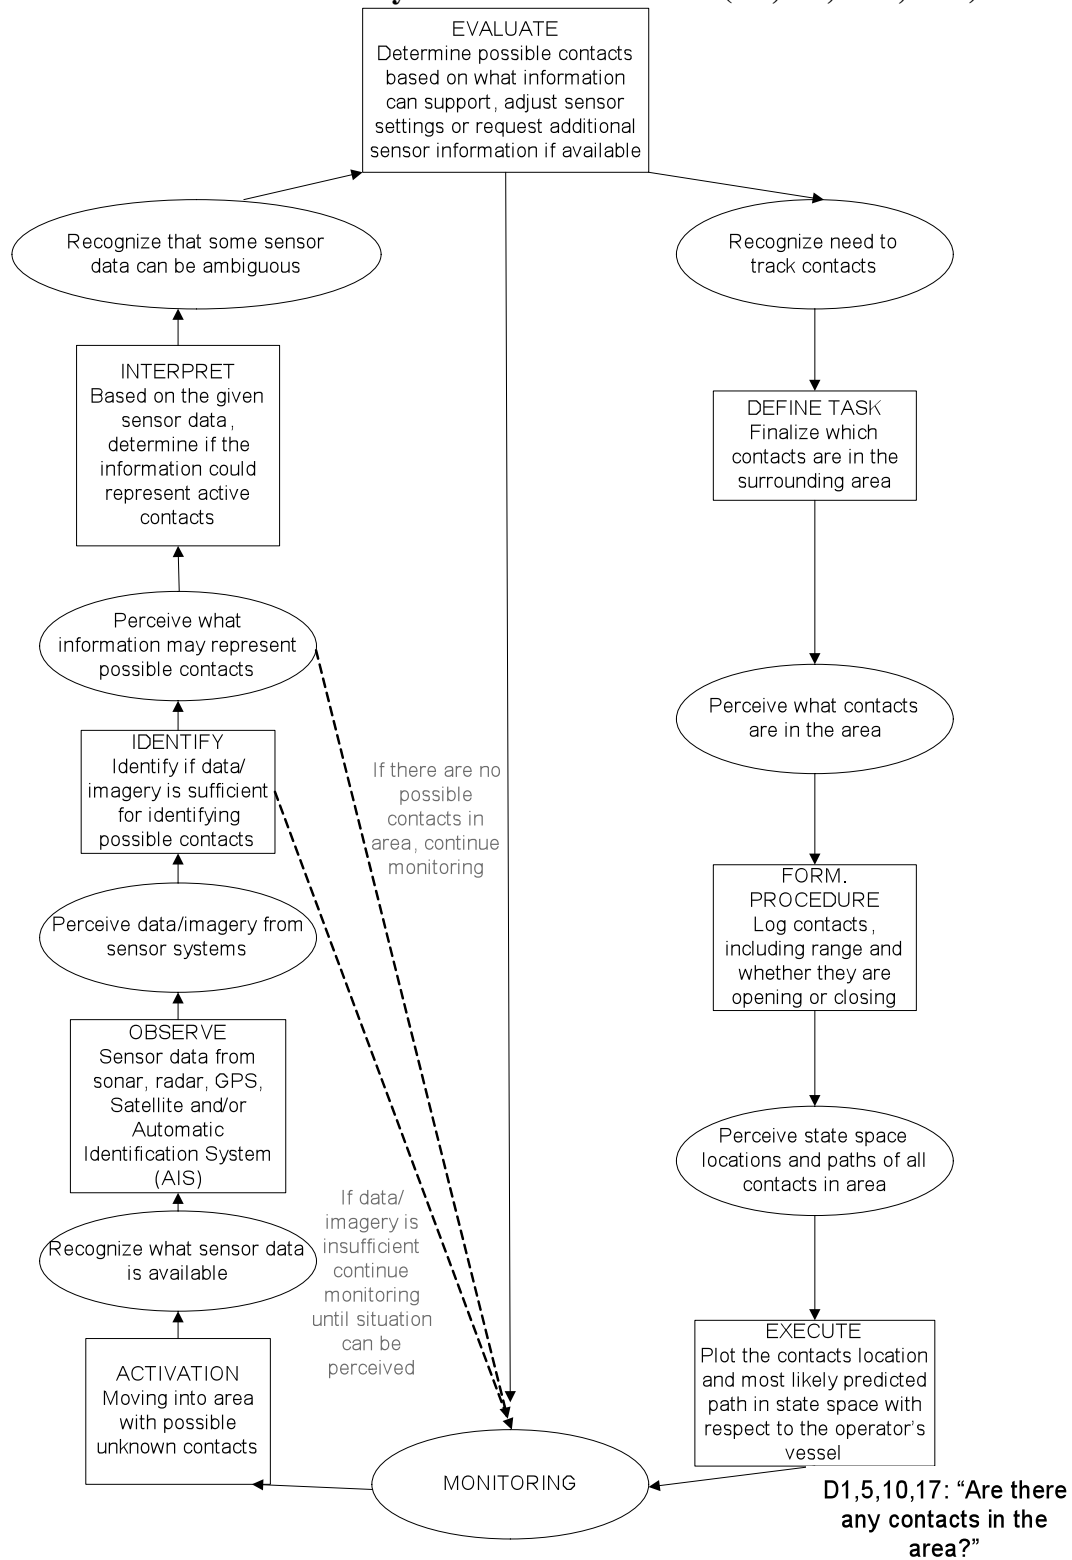 EVALUATE
Determine possible contacts
based on what information
can support, adjust sensor
settings or request additional
sensor information if available
Recognize that some sensor
data can be ambiguous
Recognize need to
track contacts
INTERPRET
Based on the given
sensor data,
determine if the
information could
represent active
contacts
DEFINE TASK
Finalize which
contacts are in the
surrounding area
Perceive what
information may represent
possible contacts
Perceive what contacts
are in the area
IDENTIFY
Identify if data/
imagery is sufficient
for identifying
possible contacts
If there are no
possible
contacts in
area, continue
monitoring
FORM.
PROCEDURE
Log contacts,
including range and
whether they are
opening or closing
Perceive data/imagery from
sensor systems
OBSERVE
Sensor data from
sonar, radar, GPS,
Satellite and/or
Automatic
Identification System
(AIS)
Perceive state space
locations and paths of all
contacts in area
If data/
imagery is
insufficient
continue
monitoring
until situation
can be
perceived
Recognize what sensor data
is available
EXECUTE
Plot the contacts location
and most likely predicted
path in state space with
respect to the operator's
vessel
ACTIVATION
Moving into area
with possible
unknown contacts
MONITORING
D1,5,10,17: “Are there
any contacts in the
area?”